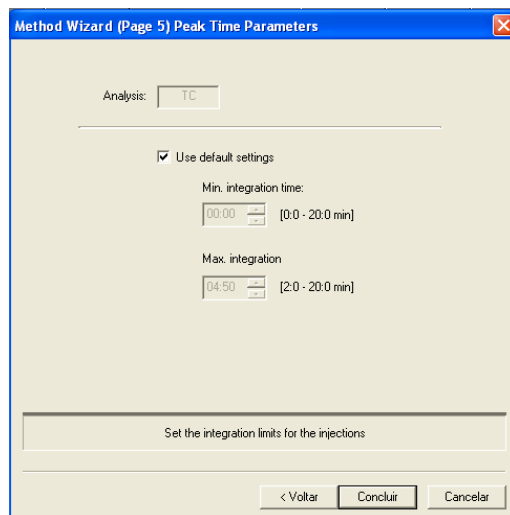 Method Wizard (Page 5) Peak Time Parameters
Analysis: TC
Use default settings
Min. integration time:
00:00 [0:0 - 20:0 min]
Max. integration
04:50 [2:0 - 20:0 min]
Set the integration limits for the injections
< Voltar Concluir Cancelar